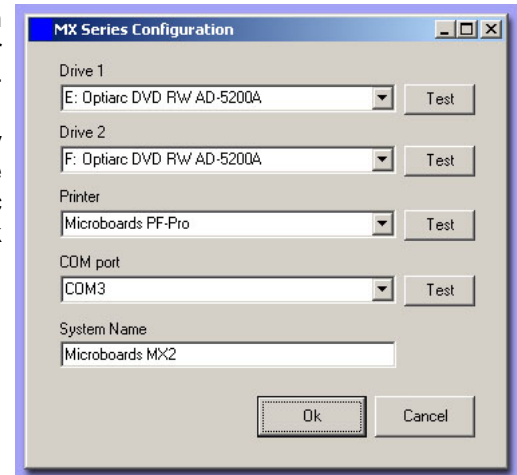 MX Series Configuration
Drive 1
E: Optiarc DVD RW AD-5200A
Test
Drive 2
F: Optiarc DVD RW AD-5200A
Test
Printer
Microboards PF-Pro
Test
COM port
COM3
Test
System Name
Microboards MX2
Ok
Cancel